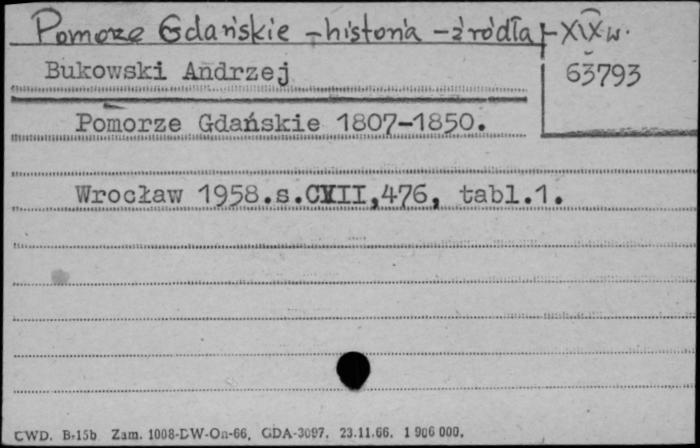 Pomorze Gdańskie - historia - źródła - XIX w.
Bukowski Andrzej
63793
Pomorze Gdańskie 1807-1850.
Wrocław 1958.s.CXII,476, tabl.1.
CWD. B-15b Zam. 1008-DW-On-66, GDA-3097. 23.11.66. 1 906 000.